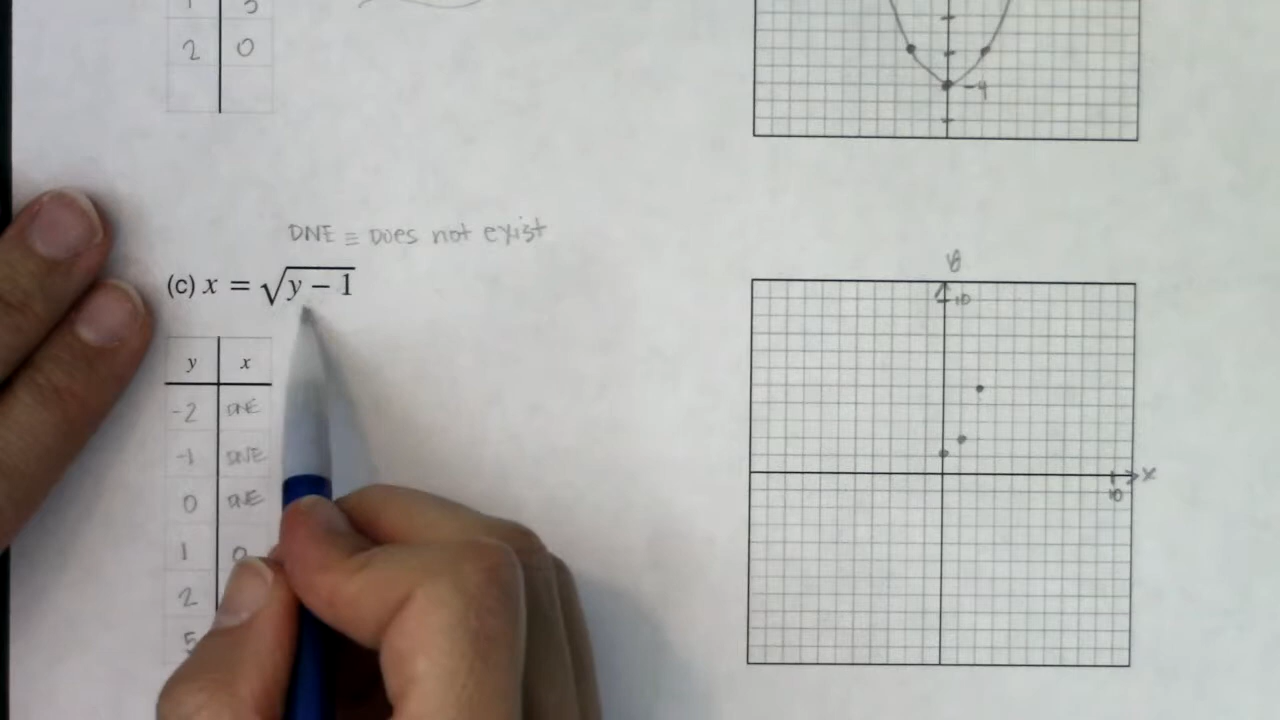 1 3
2 0
-4
DNE ≡ Does not exist
(c) x = √y − 1
y x
-2 DNE
-1 DNE
0 DNE
1 0
2
5
y
10
x
10